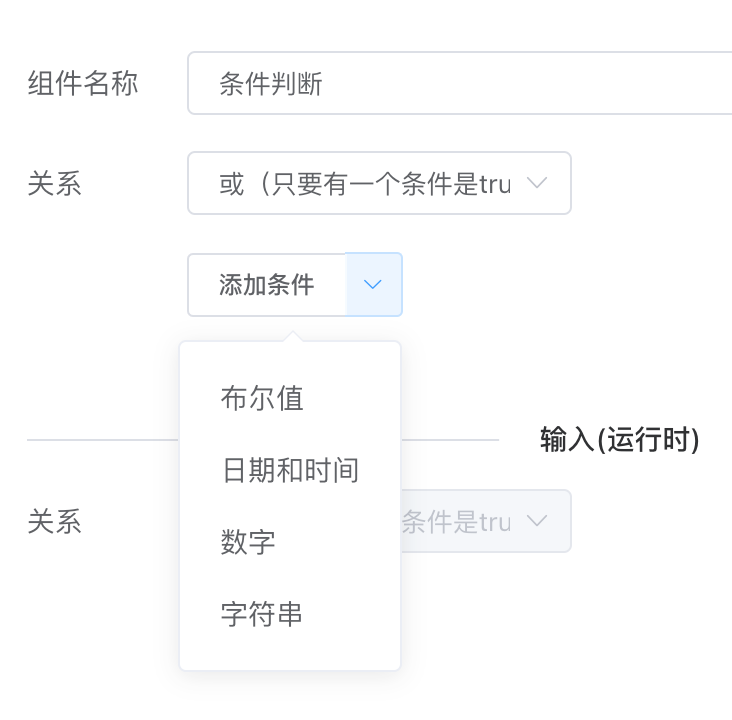 组件名称
条件判断
关系
或（只要有一个条件是tru
添加条件
布尔值
日期和时间
数字
字符串
输入(运行时)
关系
条件是tru